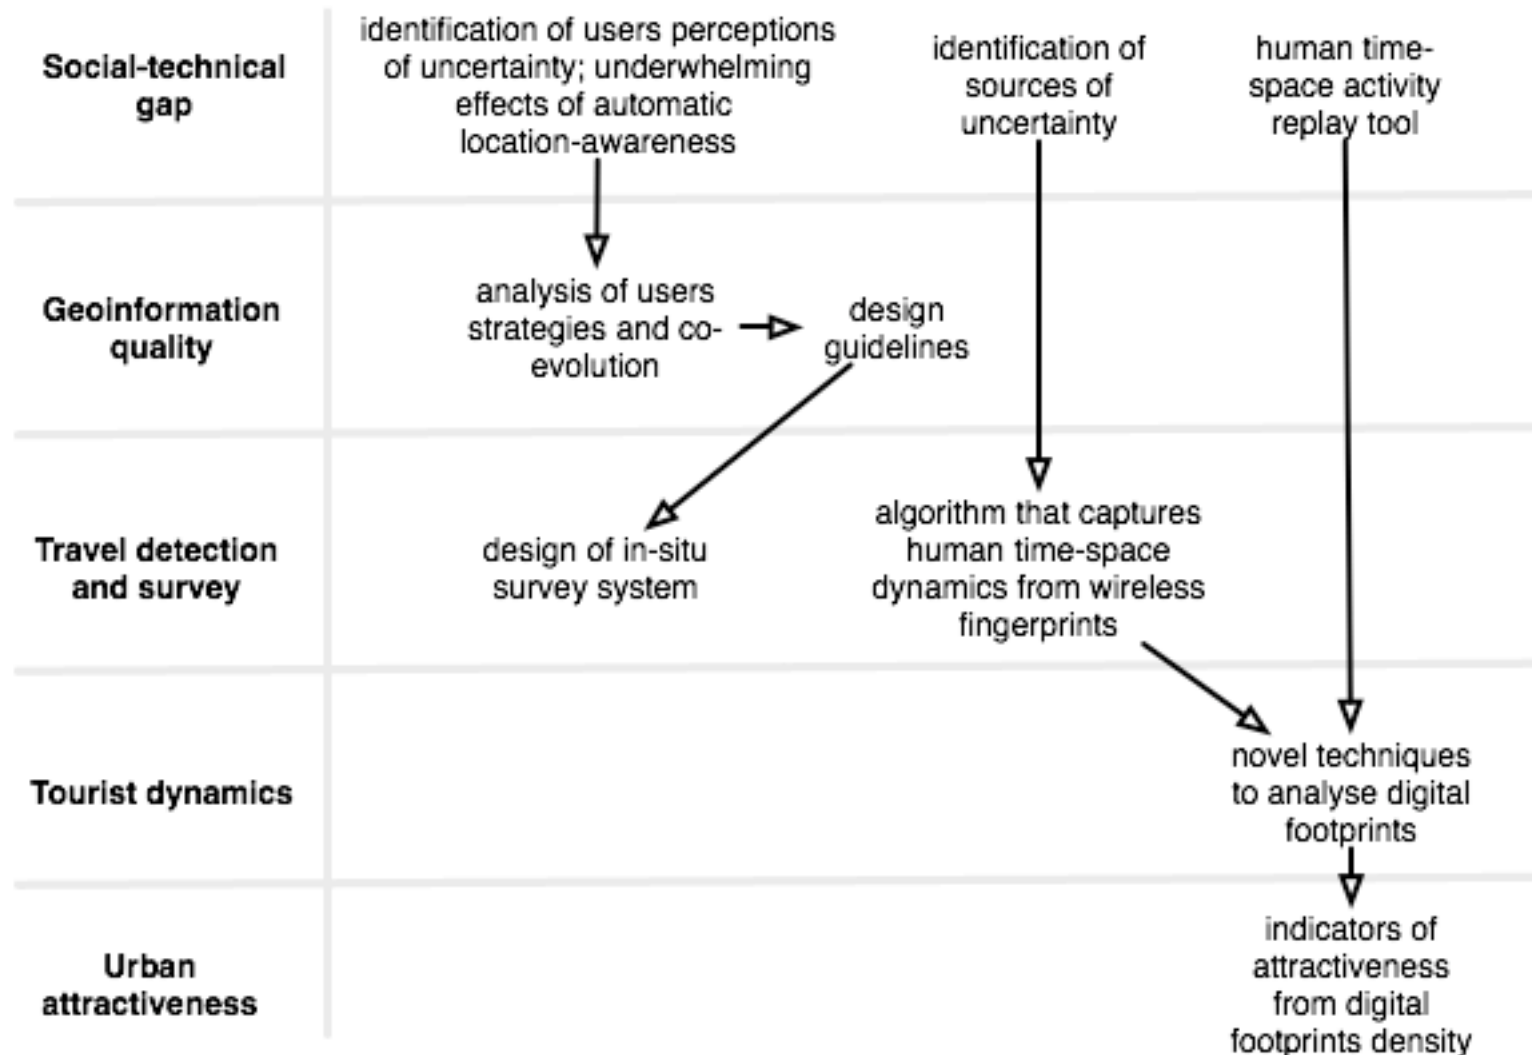 Social-technical
gap
identification of users perceptions
of uncertainty; underwhelming
effects of automatic
location-awareness
identification of
sources of
uncertainty
human time-
space activity
replay tool
Geoinformation
quality
analysis of users
strategies and co-
evolution
design
guidelines
Travel detection
and survey
design of in-situ
survey system
algorithm that captures
human time-space
dynamics from wireless
fingerprints
Tourist dynamics
novel techniques
to analyse digital
footprints
Urban
attractiveness
indicators of
attractiveness
from digital
footprints density